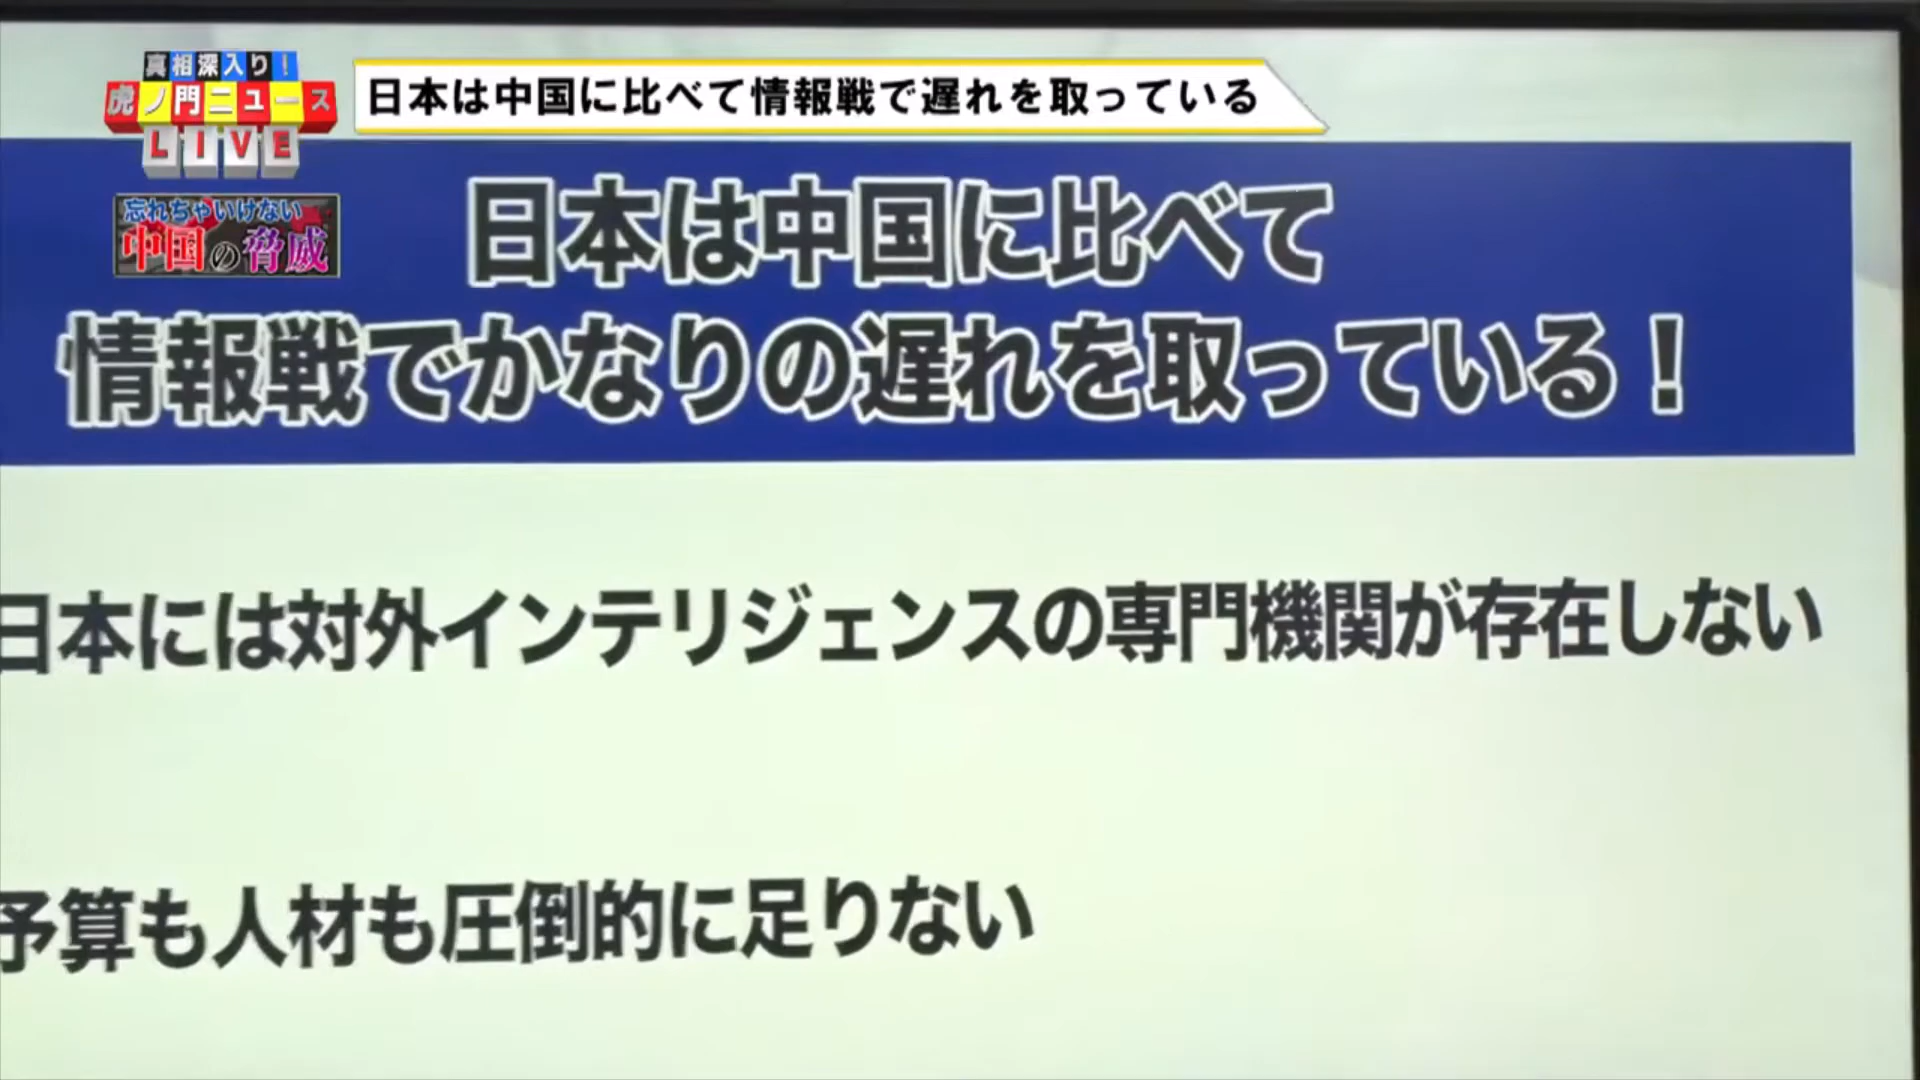 真相深入り！
虎ノ門ニュース
LIVE
日本は中国に比べて情報戦で遅れを取っている
忘れちゃいけない
中国の脅威
日本は中国に比べて
情報戦でかなりの遅れを取っている！
日本には対外インテリジェンスの専門機関が存在しない
予算も人材も圧倒的に足りない